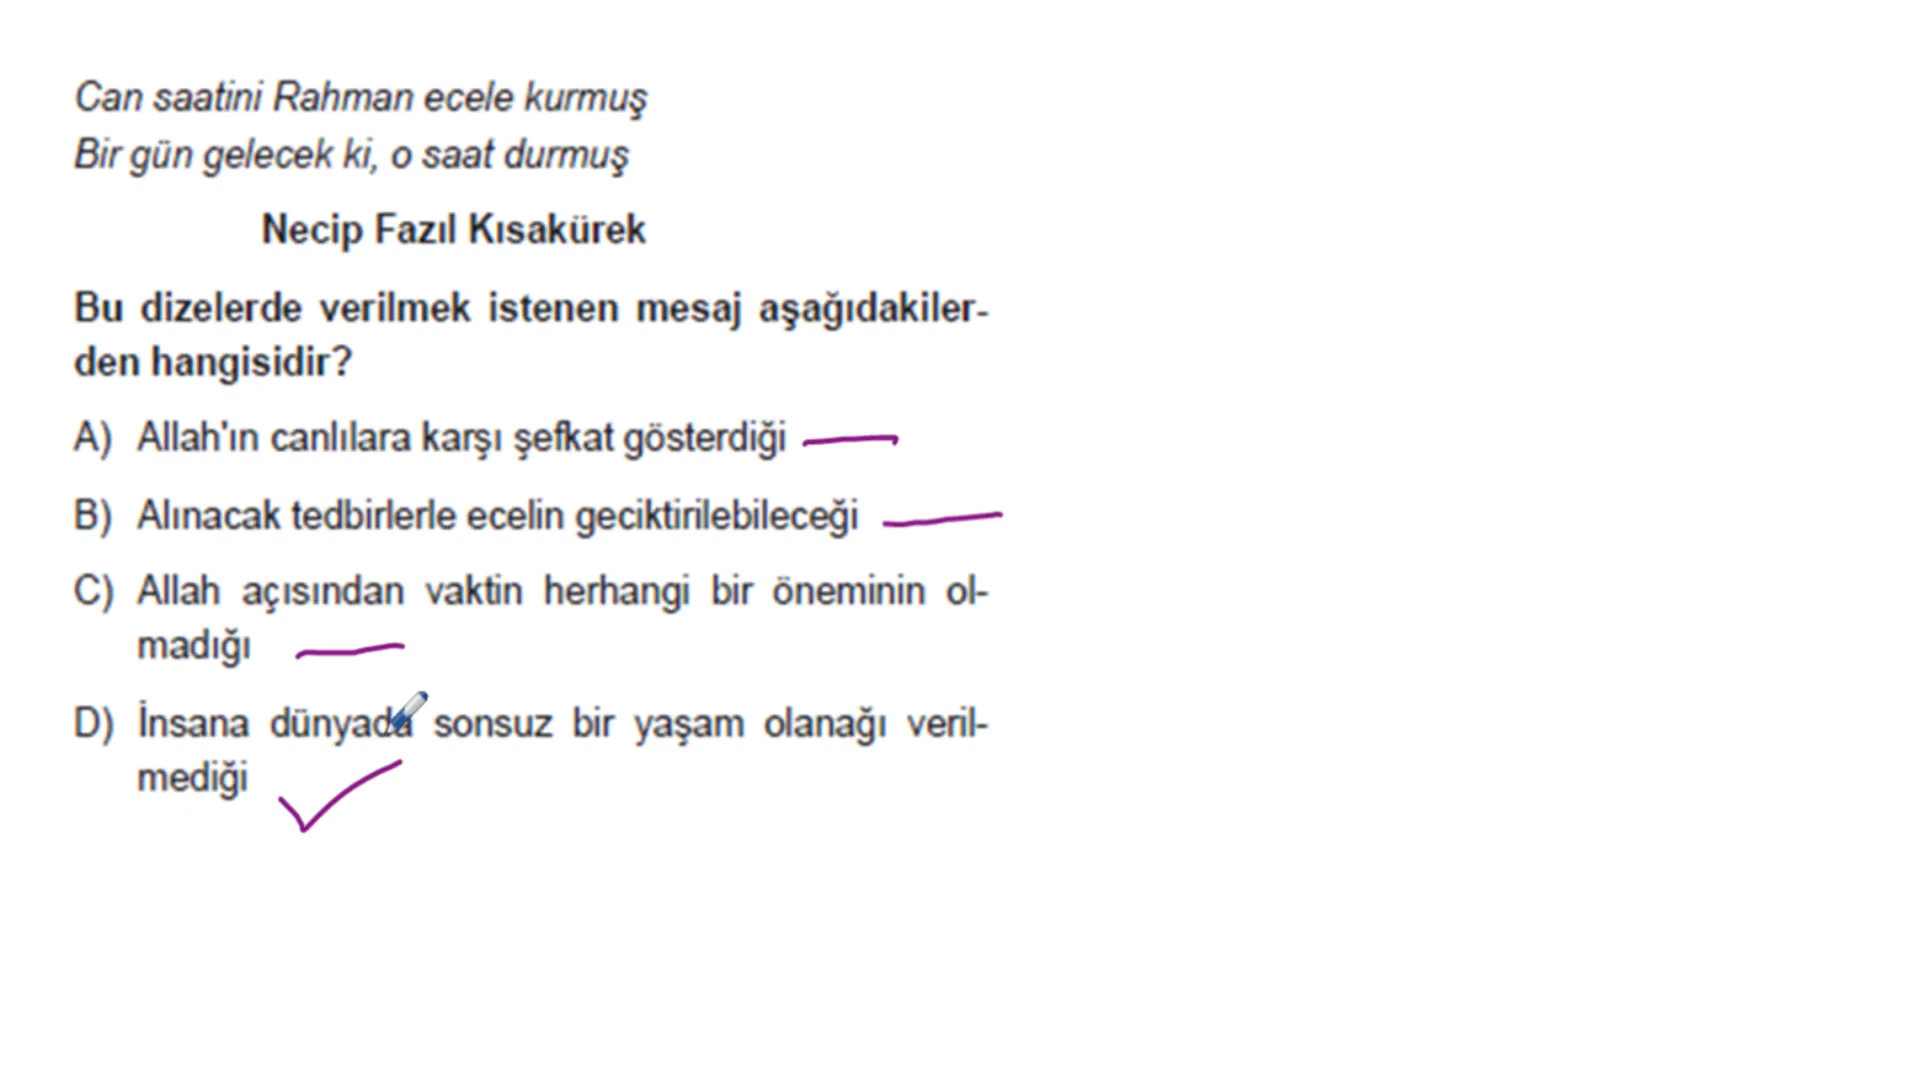 Can saatini Rahman ecele kurmuş
Bir gün gelecek ki, o saat durmuş
Necip Fazıl Kısakürek
Bu dizelerde verilmek istenen mesaj aşağıdakiler-
den hangisidir?
A) Allah'ın canlılara karşı şefkat gösterdiği
B) Alınacak tedbirlerle ecelin geciktirilebileceği
C) Allah açısından vaktin herhangi bir öneminin ol-
madığı
D) İnsana dünyada sonsuz bir yaşam olanağı veril-
mediği